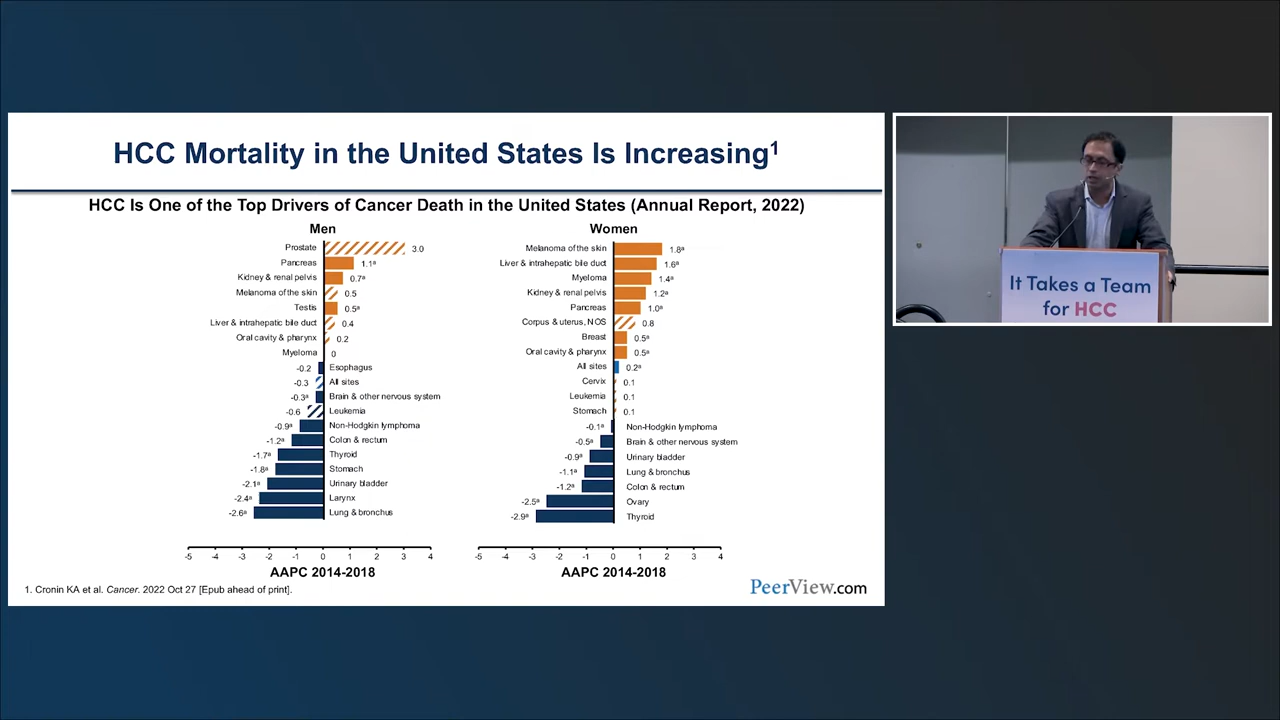 HCC Mortality in the United States Is Increasing¹
HCC Is One of the Top Drivers of Cancer Death in the United States (Annual Report, 2022)
Men
Prostate 3.0
Pancreas 1.1ᵃ
Kidney & renal pelvis 0.7ᵃ
Melanoma of the skin 0.5
Testis 0.5ᵃ
Liver & intrahepatic bile duct 0.4
Oral cavity & pharynx 0.2
Myeloma 0
-0.2 Esophagus
-0.3 All sites
-0.3ᵃ Brain & other nervous system
-0.6 Leukemia
-0.9ᵃ Non-Hodgkin lymphoma
-1.2ᵃ Colon & rectum
-1.7ᵃ Thyroid
-1.8ᵃ Stomach
-2.1ᵃ Urinary bladder
-2.4ᵃ Larynx
-2.6ᵃ Lung & bronchus
-5 -4 -3 -2 -1 0 1 2 3 4
AAPC 2014-2018
Women
Melanoma of the skin 1.8ᵃ
Liver & intrahepatic bile duct 1.6ᵃ
Myeloma 1.4ᵃ
Kidney & renal pelvis 1.2ᵃ
Pancreas 1.0ᵃ
Corpus & uterus, NOS 0.8
Breast 0.5ᵃ
Oral cavity & pharynx 0.5ᵃ
All sites 0.2ᵃ
Cervix 0.1
Leukemia 0.1
Stomach 0.1
-0.1ᵃ Non-Hodgkin lymphoma
-0.5ᵃ Brain & other nervous system
-0.9ᵃ Urinary bladder
-1.1ᵃ Lung & bronchus
-1.2ᵃ Colon & rectum
-2.5ᵃ Ovary
-2.9ᵃ Thyroid
-5 -4 -3 -2 -1 0 1 2 3 4
AAPC 2014-2018
1. Cronin KA et al. Cancer. 2022 Oct 27 [Epub ahead of print].
PeerView.com
It Takes a Team
for HCC